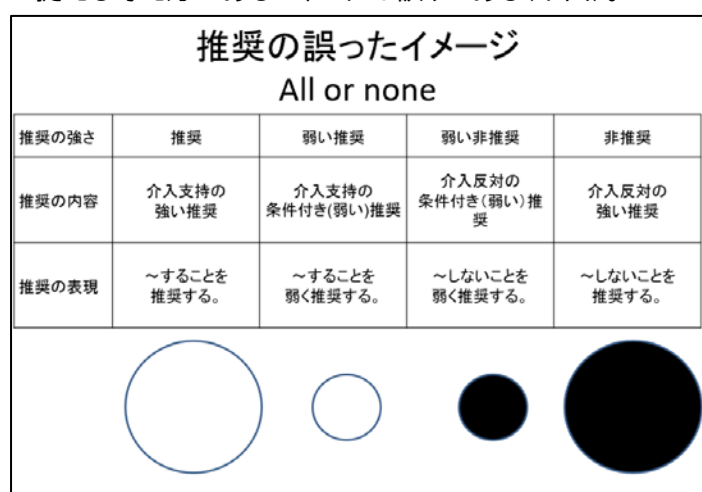 推奨の誤ったイメージ
All or none
推奨の強さ
推奨
弱い推奨
弱い非推奨
非推奨
推奨の内容
介入支持の
強い推奨
介入支持の
条件付き(弱い)推奨
介入反対の
条件付き（弱い）推
奨
介入反対の
強い推奨
推奨の表現
～することを
推奨する。
～することを
弱く推奨する。
～しないことを
弱く推奨する。
～しないことを
推奨する。